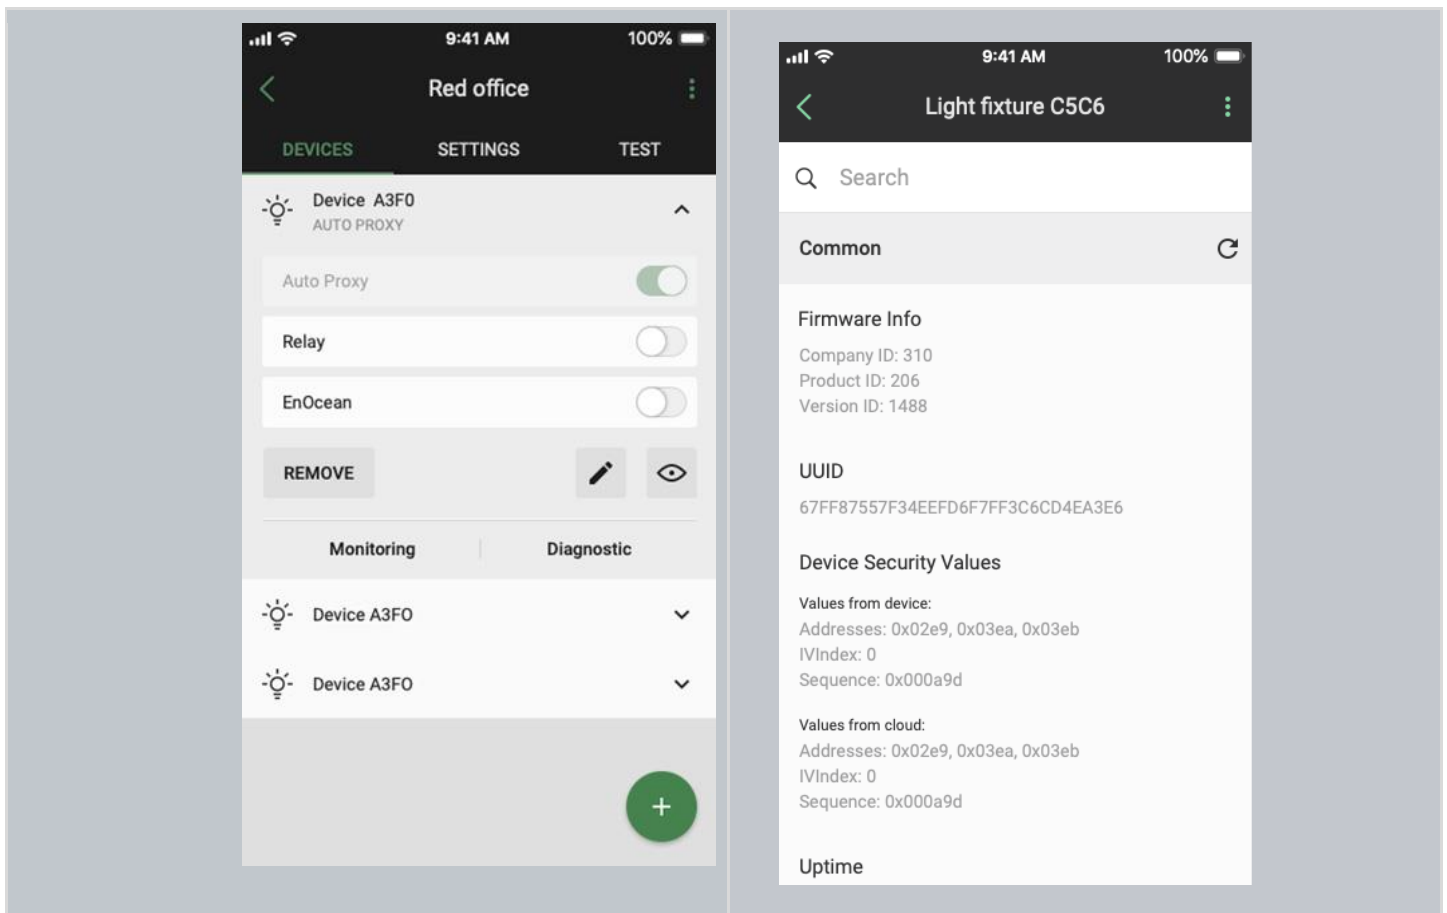 9:41 AM
100%
Red office
DEVICES
SETTINGS
TEST
Device A3F0
AUTO PROXY
Auto Proxy
Relay
EnOcean
REMOVE
Monitoring
Diagnostic
Device A3FO
Device A3FO
+
9:41 AM
100%
Light fixture C5C6
Search
Common
Firmware Info
Company ID: 310
Product ID: 206
Version ID: 1488
UUID
67FF87557F34EEFD6F7FF3C6CD4EA3E6
Device Security Values
Values from device:
Addresses: 0x02e9, 0x03ea, 0x03eb
IVIndex: 0
Sequence: 0x000a9d
Values from cloud:
Addresses: 0x02e9, 0x03ea, 0x03eb
IVIndex: 0
Sequence: 0x000a9d
Uptime